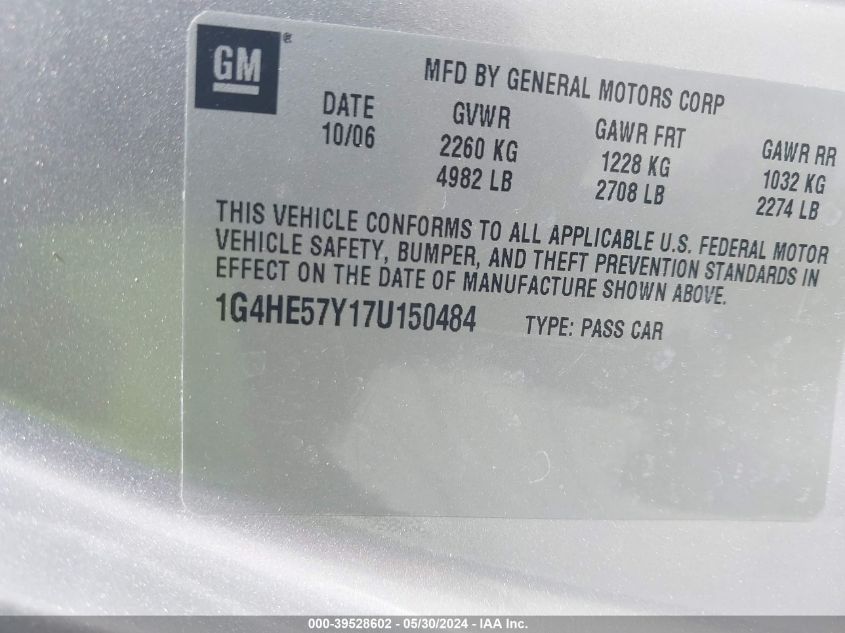 GM®
MFD BY GENERAL MOTORS CORP
DATE GVWR GAWR FRT GAWR RR
10/06 2260 KG 1228 KG 1032 KG
4982 LB 2708 LB 2274 LB
THIS VEHICLE CONFORMS TO ALL APPLICABLE U.S. FEDERAL MOTOR
VEHICLE SAFETY, BUMPER, AND THEFT PREVENTION STANDARDS IN
EFFECT ON THE DATE OF MANUFACTURE SHOWN ABOVE.
1G4HE57Y17U150484 TYPE: PASS CAR
000-39528602 - 05/30/2024 - IAA Inc.